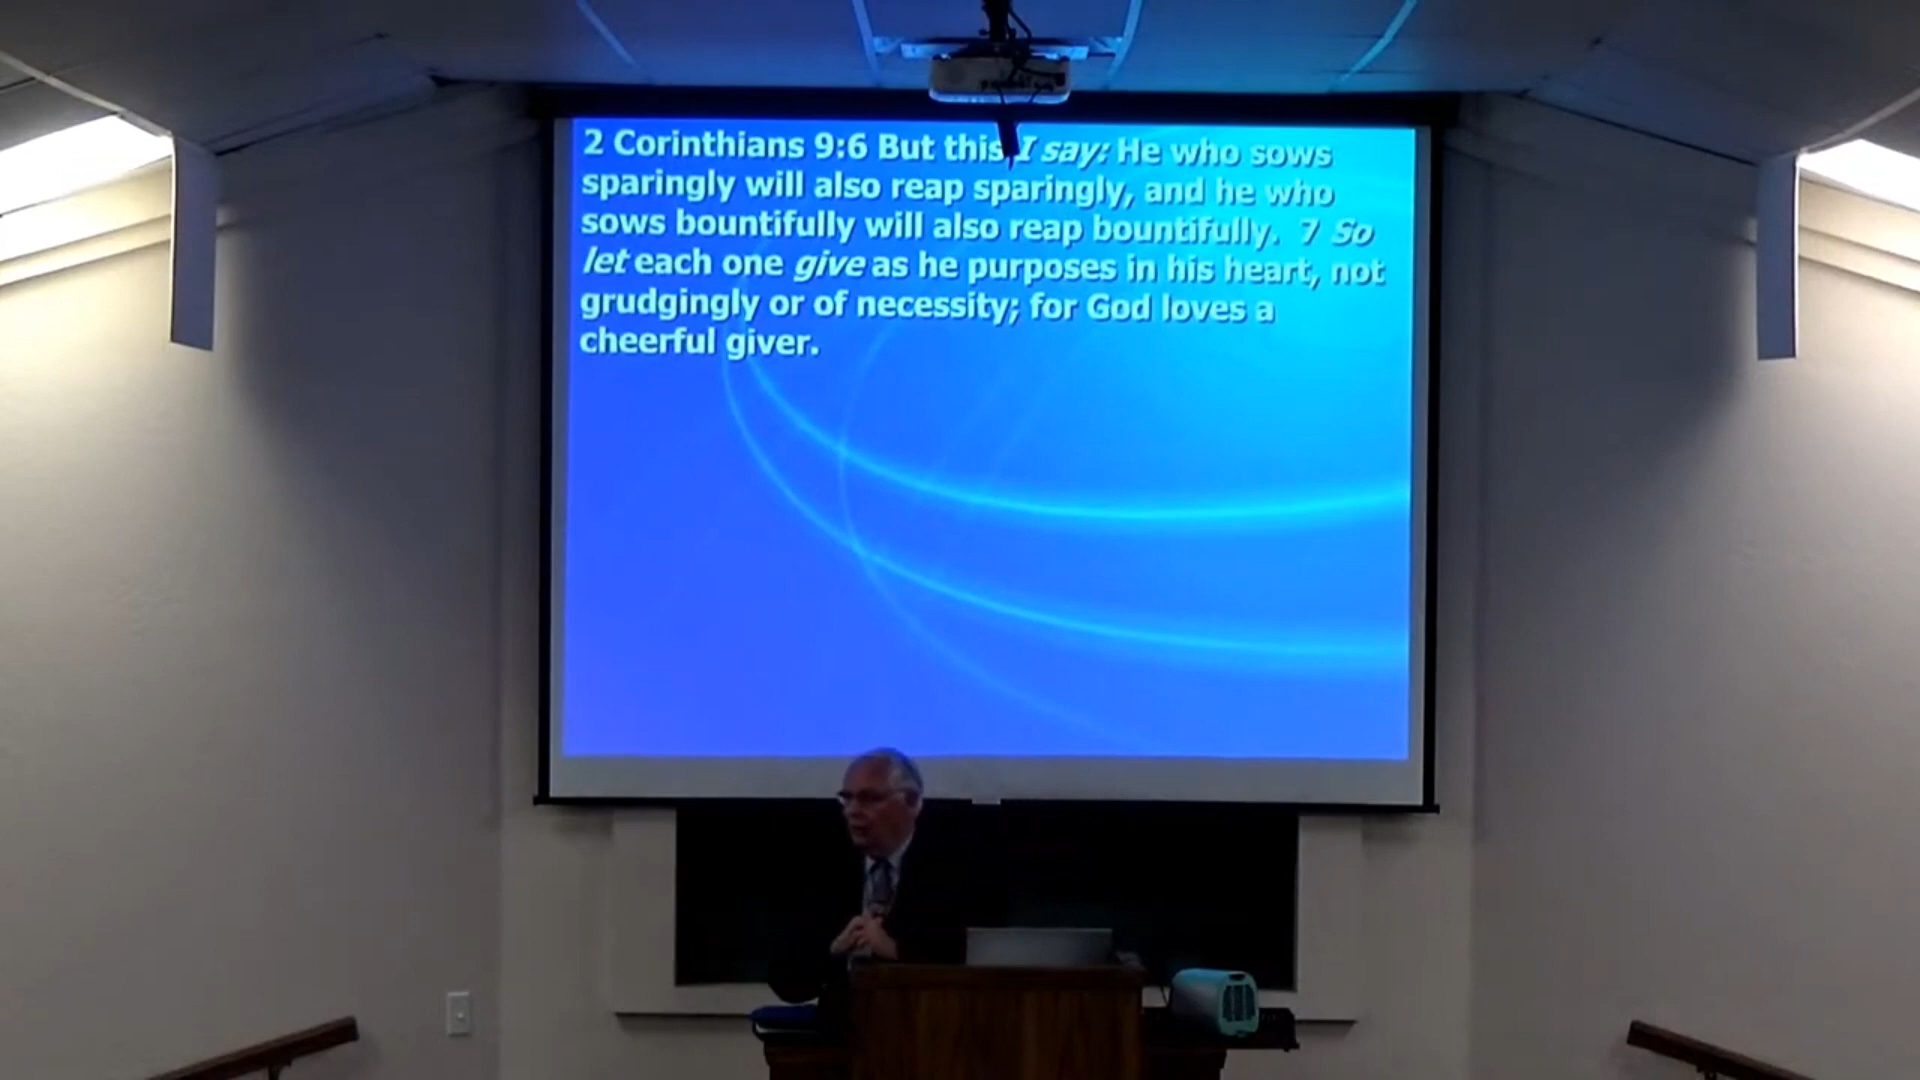 2 Corinthians 9:6 But this I say: He who sows
sparingly will also reap sparingly, and he who
sows bountifully will also reap bountifully. 7 So
let each one give as he purposes in his heart, not
grudgingly or of necessity; for God loves a
cheerful giver.